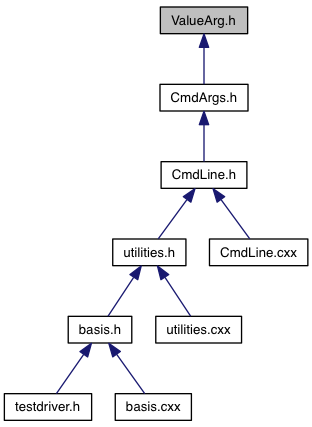 ValueArg.h
CmdArgs.h
CmdLine.h
utilities.h
CmdLine.cxx
basis.h
utilities.cxx
testdriver.h
basis.cxx